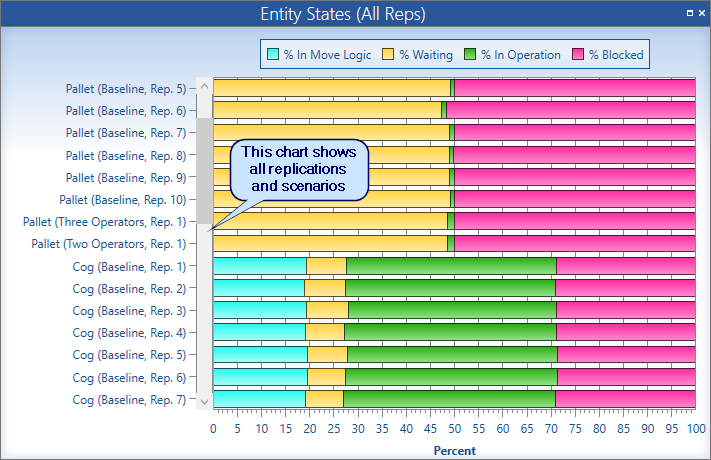 Entity States (All Reps)
% In Move Logic % Waiting % In Operation % Blocked
Pallet (Baseline, Rep. 5)
Pallet (Baseline, Rep. 6)
Pallet (Baseline, Rep. 7)
Pallet (Baseline, Rep. 8)
Pallet (Baseline, Rep. 9)
Pallet (Baseline, Rep. 10)
Pallet (Three Operators, Rep. 1)
Pallet (Two Operators, Rep. 1)
Cog (Baseline, Rep. 1)
Cog (Baseline, Rep. 2)
Cog (Baseline, Rep. 3)
Cog (Baseline, Rep. 4)
Cog (Baseline, Rep. 5)
Cog (Baseline, Rep. 6)
Cog (Baseline, Rep. 7)
This chart shows
all replications
and scenarios
0 5 10 15 20 25 30 35 40 45 50 55 60 65 70 75 80 85 90 95 100
Percent